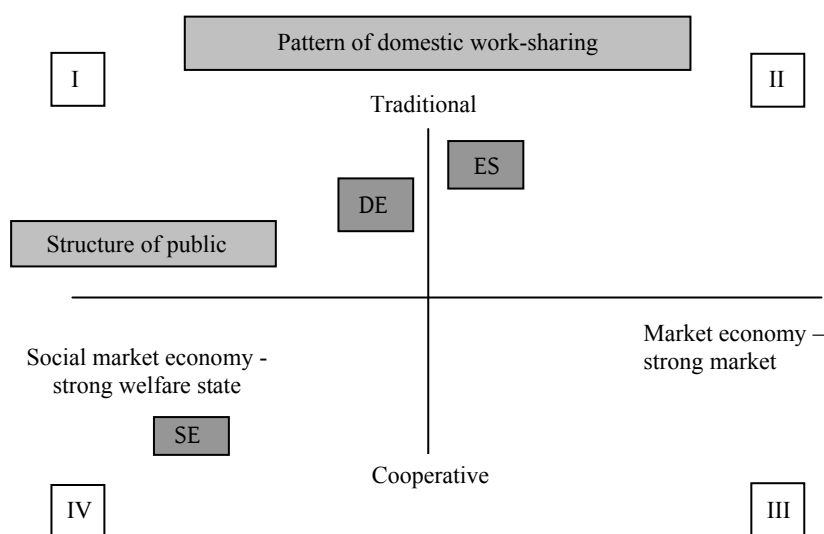 Pattern of domestic work-sharing
I
II
Traditional
ES
DE
Structure of public
Market economy –
strong market
Social market economy -
strong welfare state
SE
Cooperative
IV
III